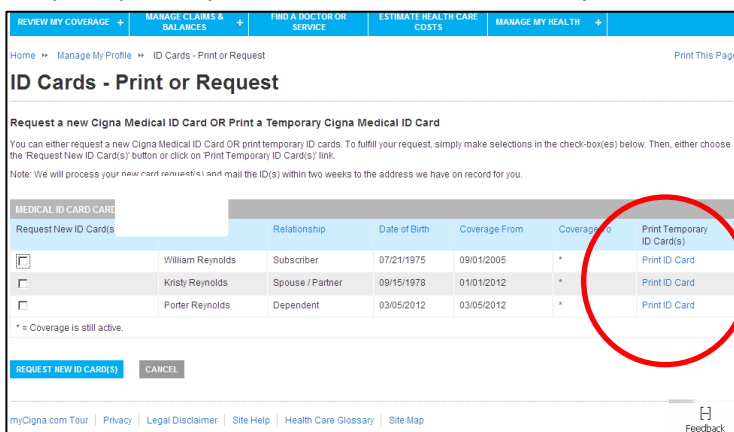 REVIEW MY COVERAGE +
MANAGE CLAIMS & BALANCES +
FIND A DOCTOR OR SERVICE
ESTIMATE HEALTH CARE COSTS
MANAGE MY HEALTH +
Home » Manage My Profile » ID Cards - Print or Request
Print This Page
ID Cards - Print or Request
Request a new Cigna Medical ID Card OR Print a Temporary Cigna Medical ID Card
You can either request a new Cigna Medical ID Card OR print temporary ID cards. To fulfill your request, simply make selections in the check-box(es) below. Then, either choose
the 'Request New ID Card(s)' button or click on 'Print Temporary ID Card(s)' link.
Note: We will process your new card request(s) and mail the ID(s) within two weeks to the address we have on record for you.
MEDICAL ID CARD
Request New ID Card(s Relationship Date of Birth Coverage From Coverage To Print Temporary ID Card(s)
William Reynolds Subscriber 07/21/1975 09/01/2005 * Print ID Card
Kristy Reynolds Spouse / Partner 09/15/1978 01/01/2012 * Print ID Card
Porter Reynolds Dependent 03/05/2012 03/05/2012 * Print ID Card
* = Coverage is still active.
REQUEST NEW ID CARD(S) CANCEL
myCigna.com Tour | Privacy | Legal Disclaimer | Site Help | Health Care Glossary | Site Map
[-] Feedback